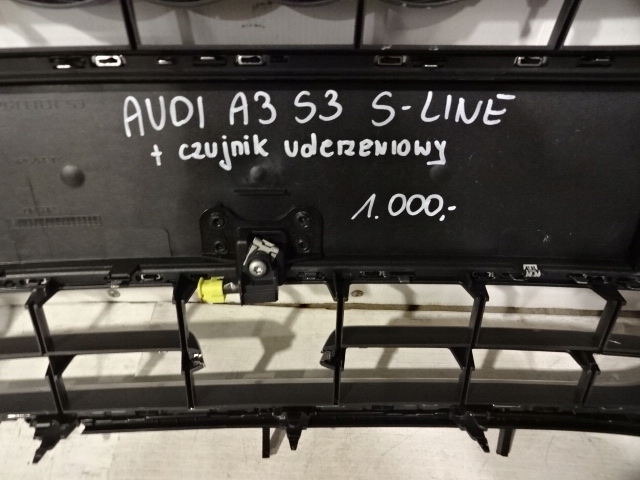 AUDI A3 S3 S-LINE
+ czujnik uderzeniowy
1.000,-